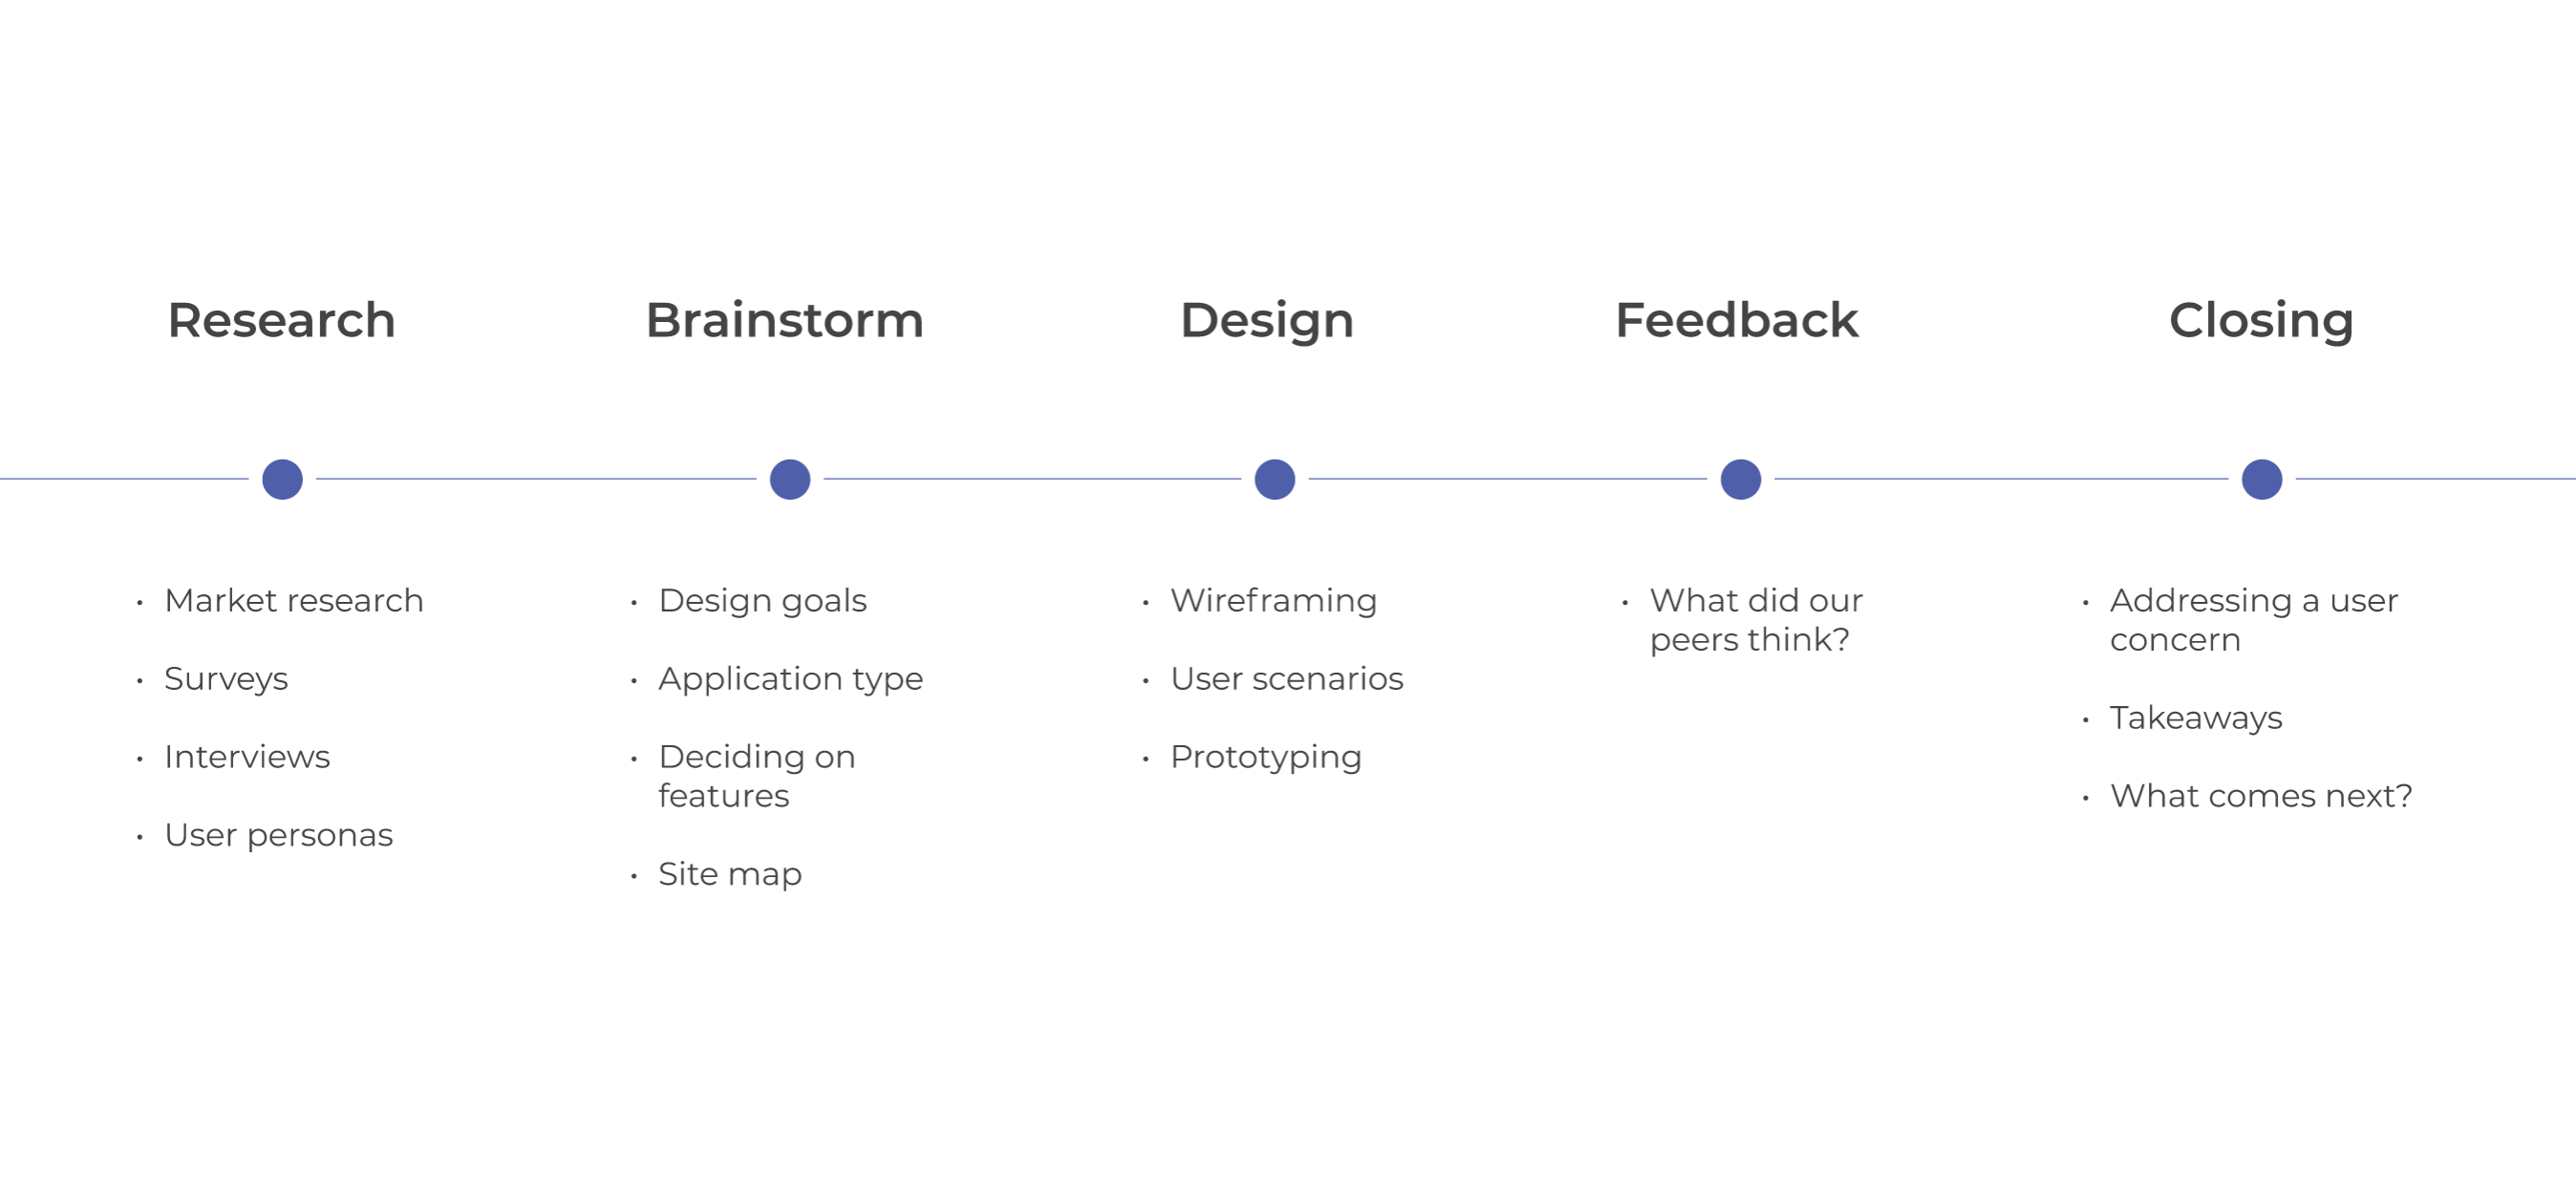 Research
• Market research
• Surveys
• Interviews
• User personas
Brainstorm
• Design goals
• Application type
• Deciding on
features
• Site map
Design
• Wireframing
• User scenarios
• Prototyping
Feedback
• What did our
peers think?
Closing
• Addressing a user
concern
• Takeaways
• What comes next?